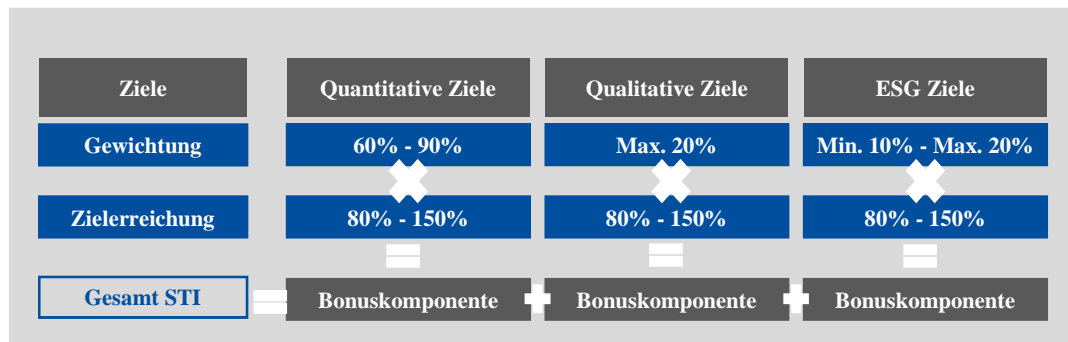 Ziele Quantitative Ziele Qualitative Ziele ESG Ziele
Gewichtung 60% - 90% Max. 20% Min. 10% - Max. 20%
Zielerreichung 80% - 150% 80% - 150% 80% - 150%
Gesamt STI Bonuskomponente Bonuskomponente Bonuskomponente